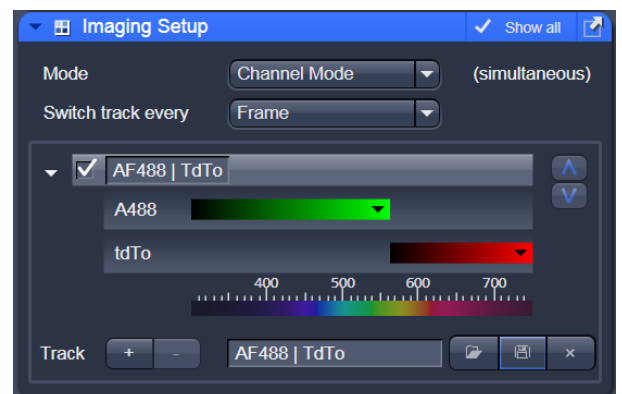 Imaging Setup Show all
Mode Channel Mode (simultaneous)
Switch track every Frame
AF488 | TdTo
A488
tdTo
400 500 600 700
Track + - AF488 | TdTo